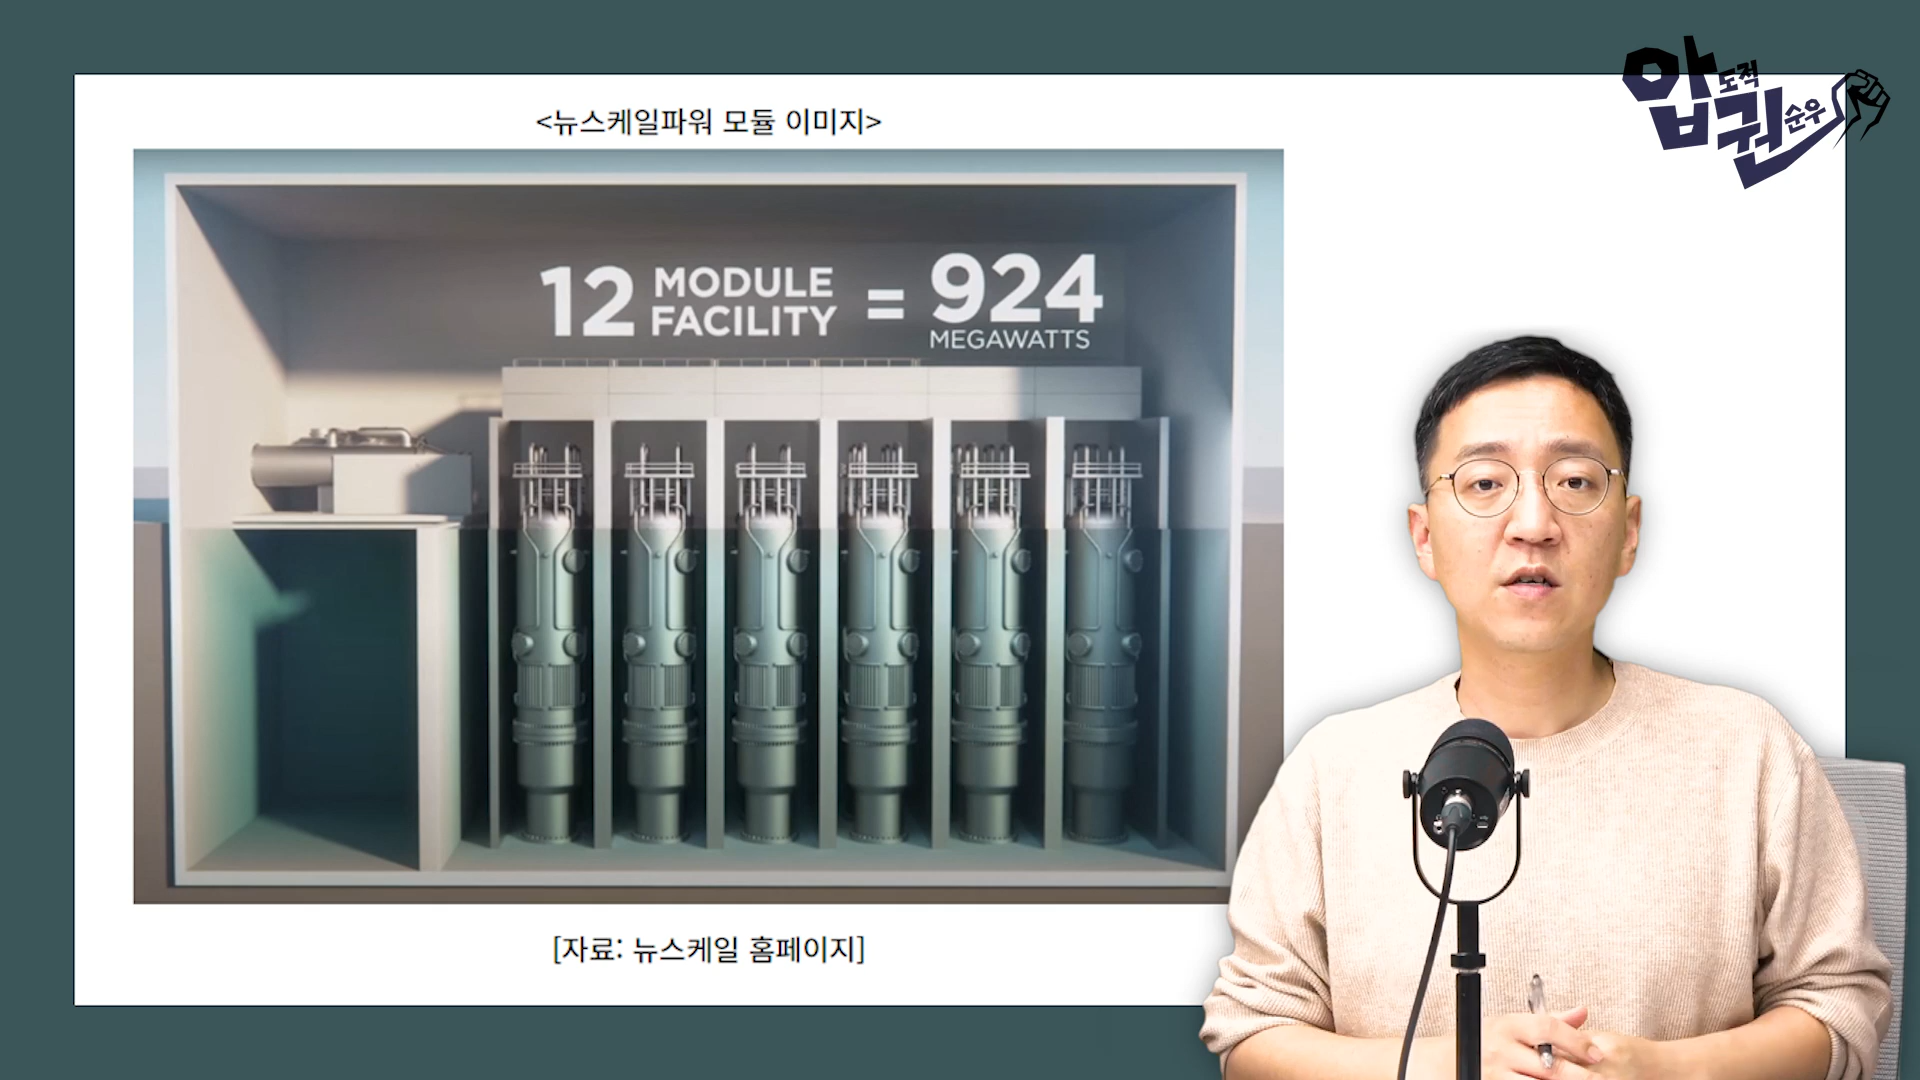 <뉴스케일파워 모듈 이미지>
압도적
권순우
12 MODULE FACILITY = 924 MEGAWATTS
[자료: 뉴스케일 홈페이지]